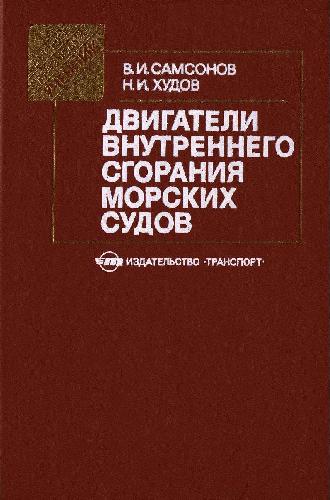 В.И.САМСОНОВ
Н.И.ХУДОВ
ДВИГАТЕЛИ
ВНУТРЕННЕГО
СГОРАНИЯ
МОРСКИХ
СУДОВ
ИЗДАТЕЛЬСТВО «ТРАНСПОРТ»